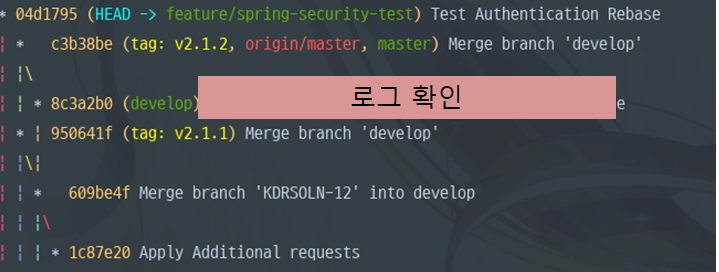 * 04d1795 (HEAD -> feature/spring-security-test) Test Authentication Rebase
| * c3b38be (tag: v2.1.2, origin/master, master) Merge branch 'develop'
| |\
| | * 8c3a2b0 (develop) e
로그 확인
| * | 950641f (tag: v2.1.1) Merge branch 'develop'
| |\|
| | * 609be4f Merge branch 'KDRSOLN-12' into develop
| | |\
| | | * 1c87e20 Apply Additional requests